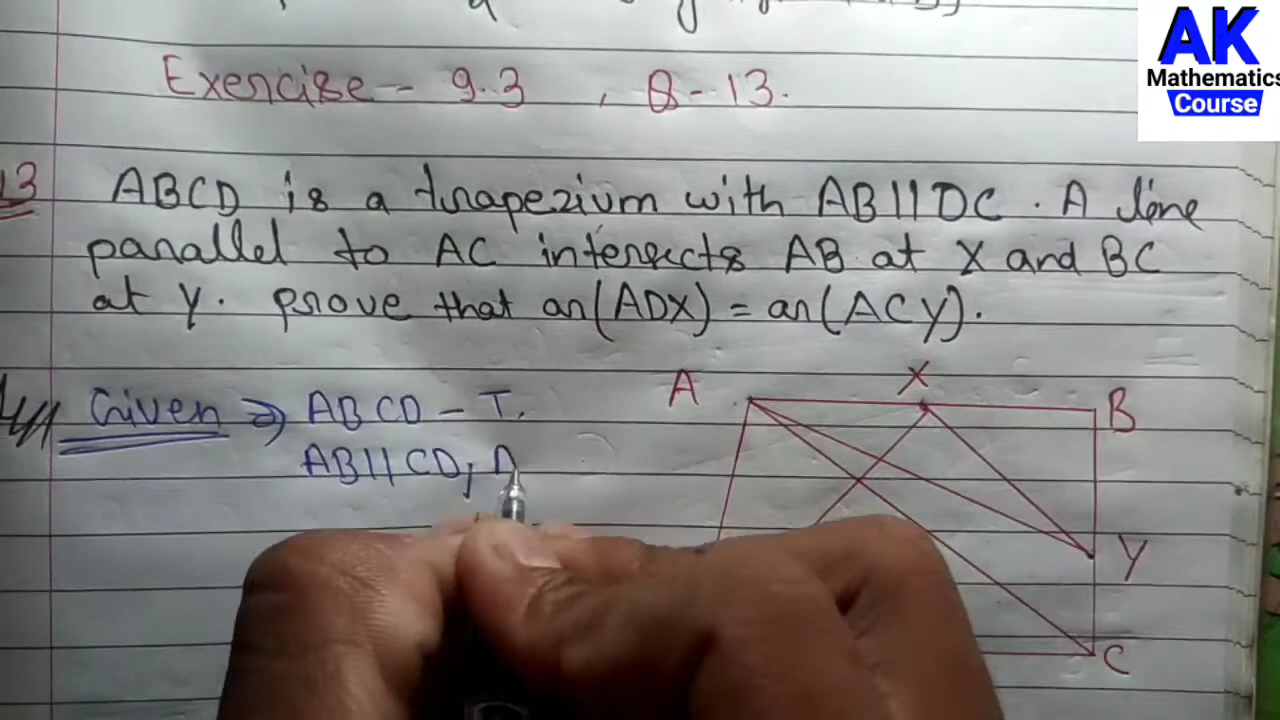 AK
Mathematics
Course
Exercise - 9.3 , Q - 13.
13 ABCD is a trapezium with AB || DC . A line
parallel to AC intersects AB at X and BC
at Y. prove that ar(ADX) = ar(ACY).
Given ⇒ ABCD - T.
AB || CD, A
A X B
Y
C